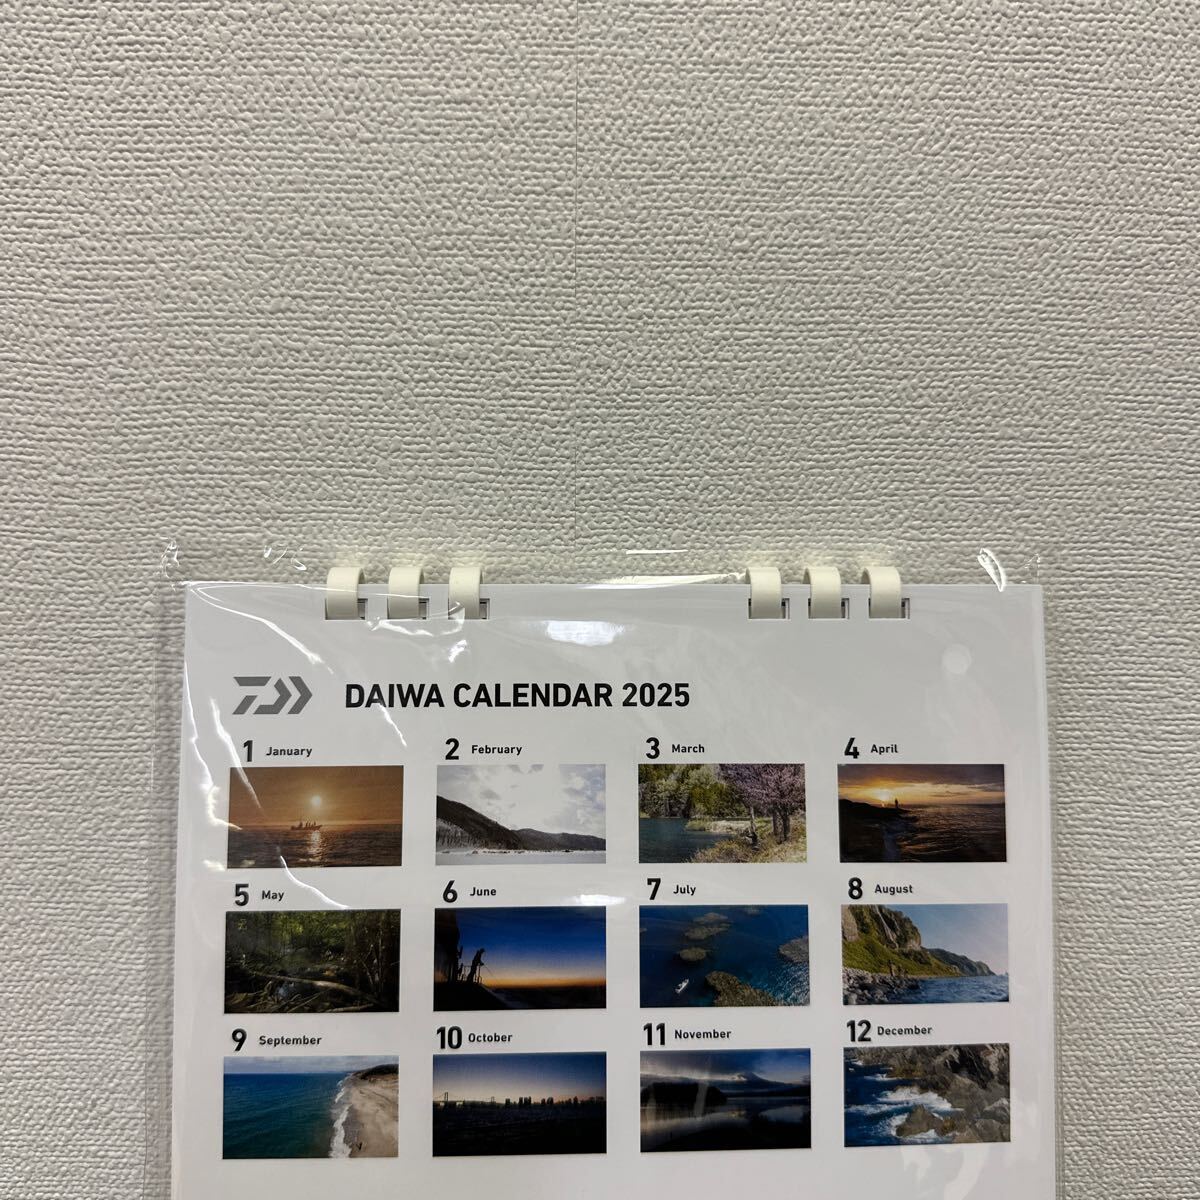 DAIWA CALENDAR 2025
1 January
2 February
3 March
4 April
5 May
6 June
7 July
8 August
9 September
10 October
11 November
12 December